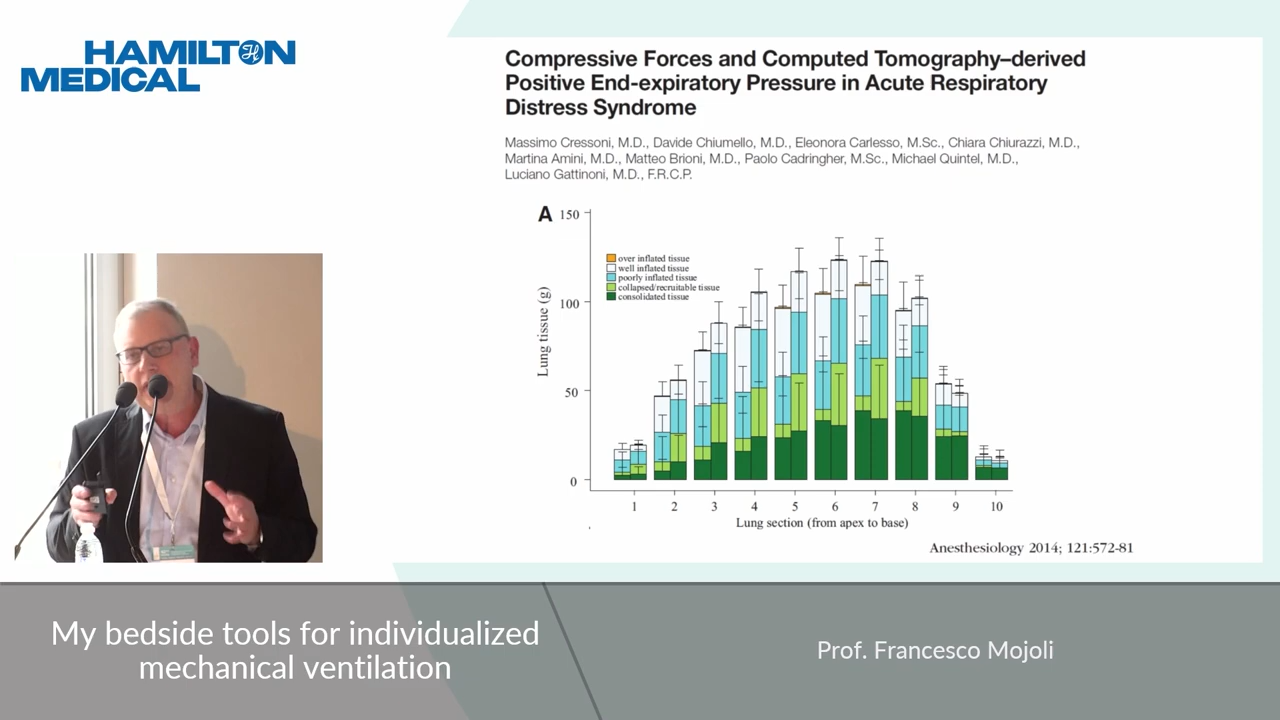 HAMILTON
MEDICAL
Compressive Forces and Computed Tomography–derived
Positive End-expiratory Pressure in Acute Respiratory
Distress Syndrome
Massimo Cressoni, M.D., Davide Chiumello, M.D., Eleonora Carlesso, M.Sc., Chiara Chiurazzi, M.D.,
Martina Amini, M.D., Matteo Brioni, M.D., Paolo Cadringher, M.Sc., Michael Quintel, M.D.,
Luciano Gattinoni, M.D., F.R.C.P.
A
150
100
50
0
Lung tissue (g)
over inflated tissue
well inflated tissue
poorly inflated tissue
collapsed/recruitable tissue
consolidated tissue
1 2 3 4 5 6 7 8 9 10
Lung section (from apex to base)
Anesthesiology 2014; 121:572-81
My bedside tools for individualized
mechanical ventilation
Prof. Francesco Mojoli